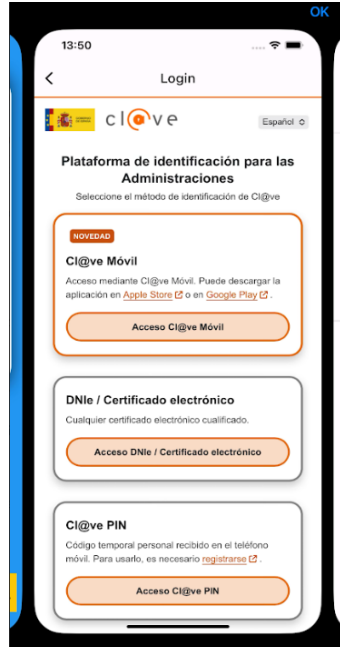 OK
13:50
Login
cl@ve
Español
Plataforma de identificación para las
Administraciones
Seleccione el método de identificación de Cl@ve
NOVEDAD
Cl@ve Móvil
Acceso mediante Cl@ve Móvil. Puede descargar la
aplicación en Apple Store o en Google Play .
Acceso Cl@ve Móvil
DNIe / Certificado electrónico
Cualquier certificado electrónico cualificado.
Acceso DNIe / Certificado electrónico
Cl@ve PIN
Código temporal personal recibido en el teléfono
móvil. Para usarlo, es necesario registrarse .
Acceso Cl@ve PIN